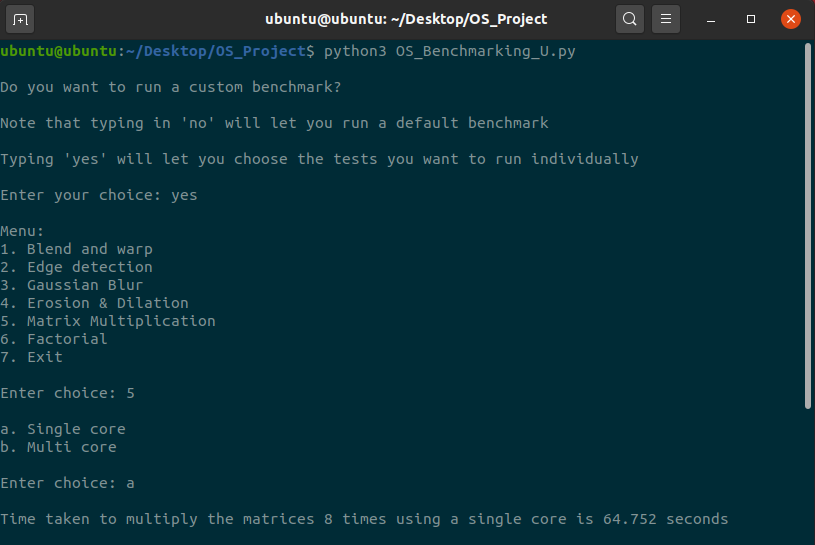 ubuntu@ubuntu: ~/Desktop/OS_Project
ubuntu@ubuntu:~/Desktop/OS_Project$ python3 OS_Benchmarking_U.py
Do you want to run a custom benchmark?
Note that typing in 'no' will let you run a default benchmark
Typing 'yes' will let you choose the tests you want to run individually
Enter your choice: yes
Menu:
1. Blend and warp
2. Edge detection
3. Gaussian Blur
4. Erosion & Dilation
5. Matrix Multiplication
6. Factorial
7. Exit
Enter choice: 5
a. Single core
b. Multi core
Enter choice: a
Time taken to multiply the matrices 8 times using a single core is 64.752 seconds